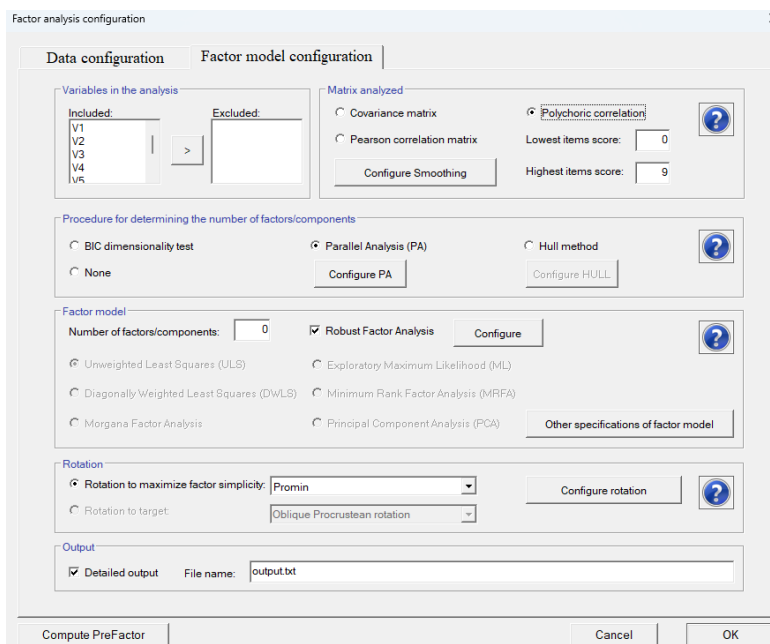 Factor analysis configuration
Data configuration
Factor model configuration
Variables in the analysis
Included:
Excluded:
V1
V2
V3
V4
V5
>
Matrix analyzed
Covariance matrix
Polychoric correlation
Pearson correlation matrix
Lowest items score: 0
Configure Smoothing
Highest items score: 9
?
Procedure for determining the number of factors/components
BIC dimensionality test
Parallel Analysis (PA)
Hull method
None
Configure PA
Configure HULL
?
Factor model
Number of factors/components: 0
Robust Factor Analysis
Configure
?
Unweighted Least Squares (ULS)
Exploratory Maximum Likelihood (ML)
Diagonally Weighted Least Squares (DWLS)
Minimum Rank Factor Analysis (MRFA)
Morgana Factor Analysis
Principal Component Analysis (PCA)
Other specifications of factor model
Rotation
Rotation to maximize factor simplicity: Promin
Configure rotation
?
Rotation to target: Oblique Procrustean rotation
Output
Detailed output
File name: output.txt
Compute PreFactor
Cancel
OK